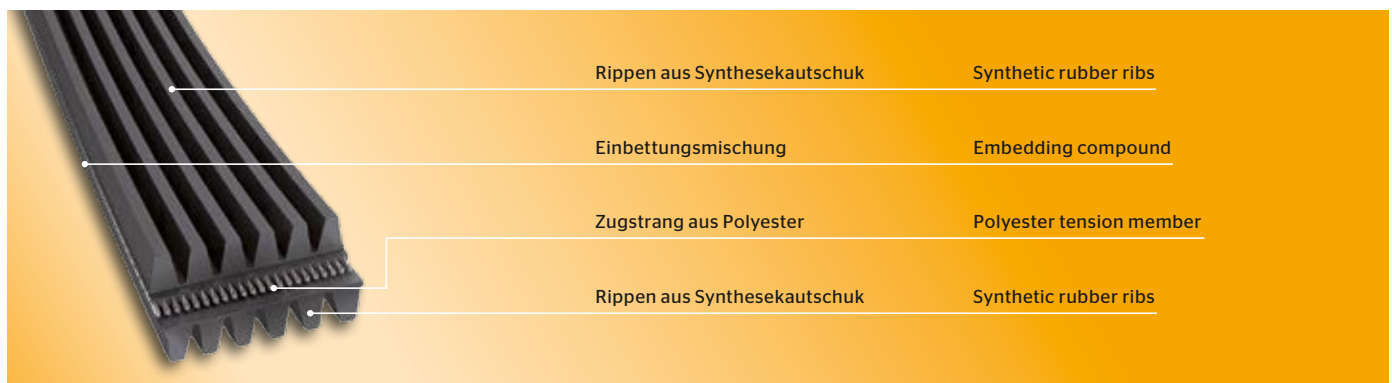 Rippen aus Synthesekautschuk Synthetic rubber ribs
Einbettungsmischung Embedding compound
Zugstrang aus Polyester Polyester tension member
Rippen aus Synthesekautschuk Synthetic rubber ribs